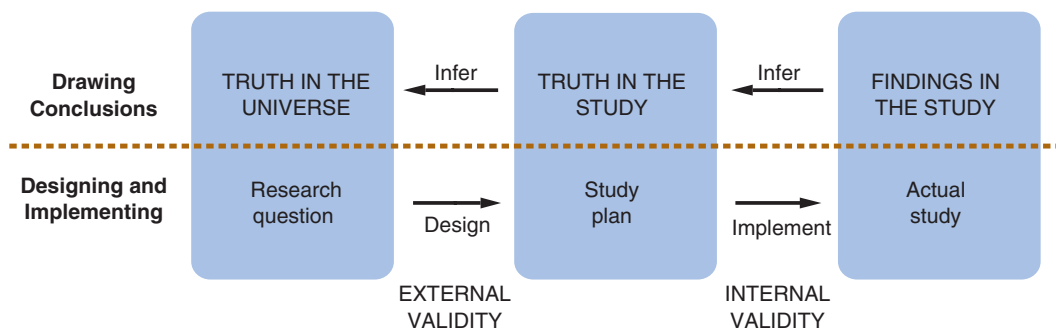 Drawing
Conclusions
TRUTH IN THE
UNIVERSE
Infer
TRUTH IN THE
STUDY
Infer
FINDINGS IN
THE STUDY
Designing and
Implementing
Research
question
Design
Study
plan
Implement
Actual
study
EXTERNAL
VALIDITY
INTERNAL
VALIDITY